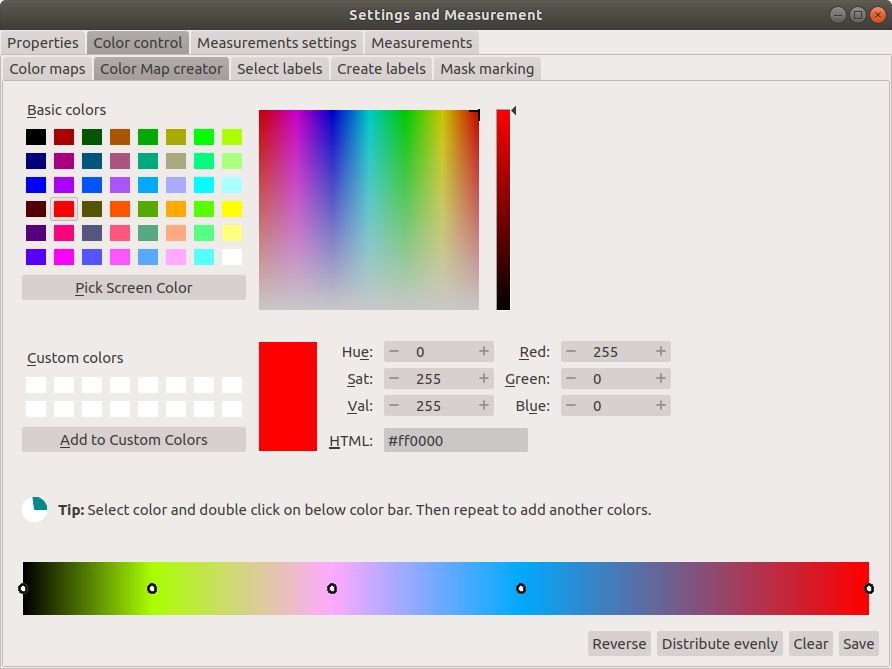 Settings and Measurement
Properties Color control Measurements settings Measurements
Color maps Color Map creator Select labels Create labels Mask marking
Basic colors
Pick Screen Color
Custom colors
Add to Custom Colors
Hue: − 0 + Red: − 255 +
Sat: − 255 + Green: − 0 +
Val: − 255 + Blue: − 0 +
HTML: #ff0000
Tip: Select color and double click on below color bar. Then repeat to add another colors.
Reverse Distribute evenly Clear Save